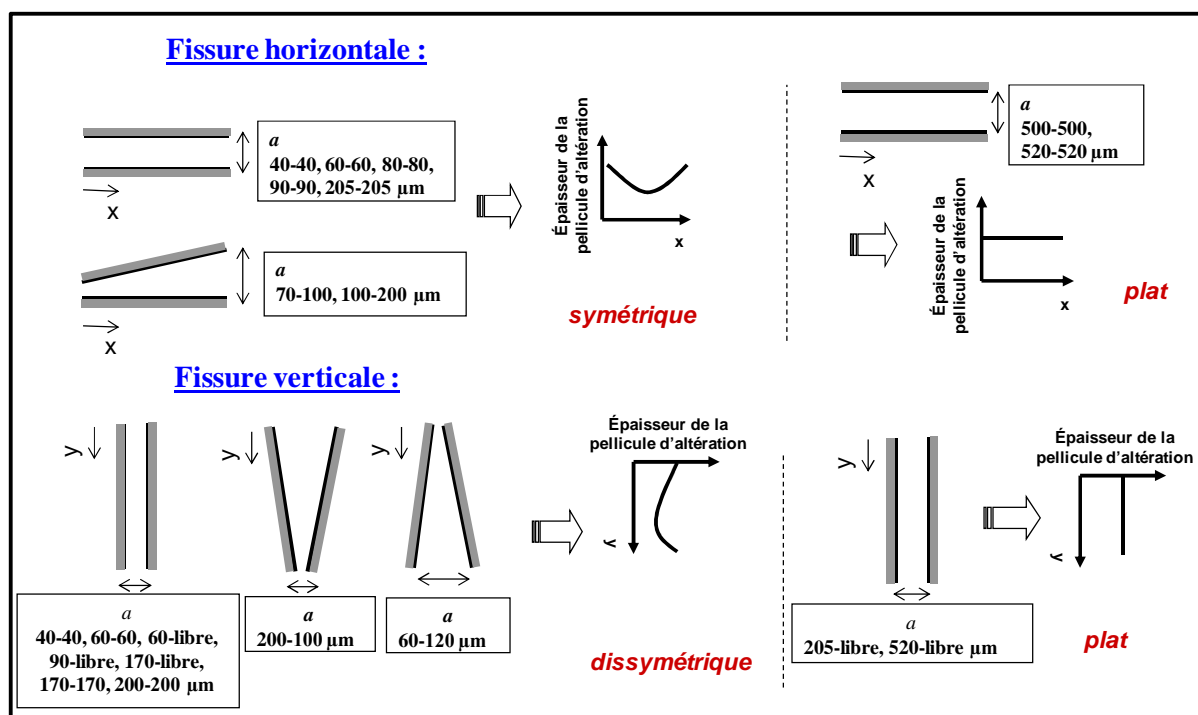 Fissure horizontale :
a
40-40, 60-60, 80-80,
90-90, 205-205 µm
x
a
70-100, 100-200 µm
x
Épaisseur de la
pellicule d'altération
x
symétrique
a
500-500,
520-520 µm
x
Épaisseur de la
pellicule d'altération
x
plat
Fissure verticale :
y
a
40-40, 60-60, 60-libre,
90-libre, 170-libre,
170-170, 200-200 µm
y
a
200-100 µm
y
a
60-120 µm
Épaisseur de la
pellicule d'altération
y
dissymétrique
y
a
205-libre, 520-libre µm
Épaisseur de la
pellicule d'altération
y
plat